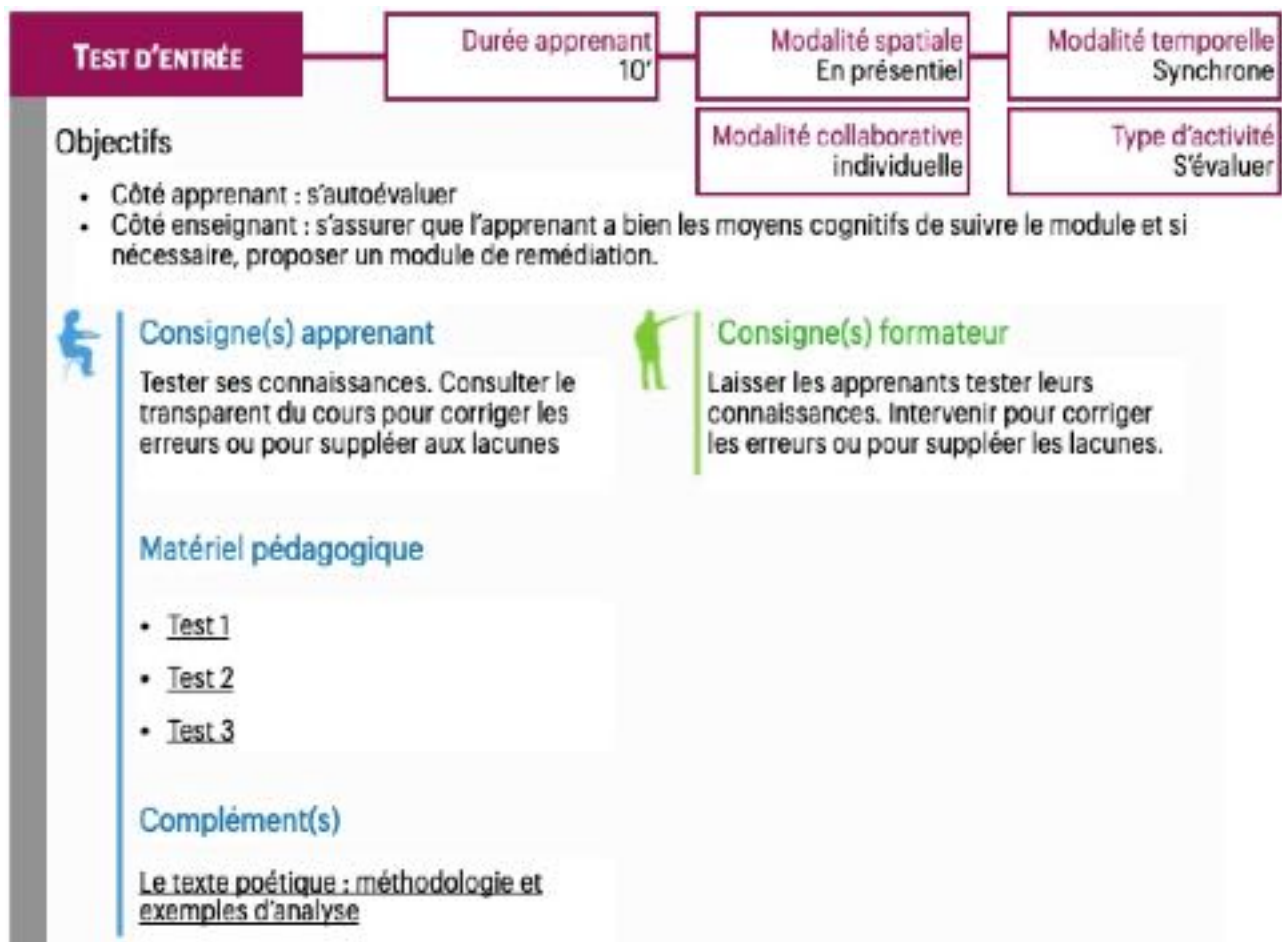 TEST D'ENTRÉE
Durée apprenant
10'
Modalité spatiale
En présentiel
Modalité temporelle
Synchrone
Modalité collaborative
individuelle
Type d'activité
S'évaluer
Objectifs
• Côté apprenant : s'autoévaluer
• Côté enseignant : s'assurer que l'apprenant a bien les moyens cognitifs de suivre le module et si
nécessaire, proposer un module de remédiation.
Consigne(s) apprenant
Tester ses connaissances. Consulter le
transparent du cours pour corriger les
erreurs ou pour suppléer aux lacunes
Consigne(s) formateur
Laisser les apprenants tester leurs
connaissances. Intervenir pour corriger
les erreurs ou pour suppléer les lacunes.
Matériel pédagogique
• Test 1
• Test 2
• Test 3
Complément(s)
Le texte poétique : méthodologie et
exemples d'analyse